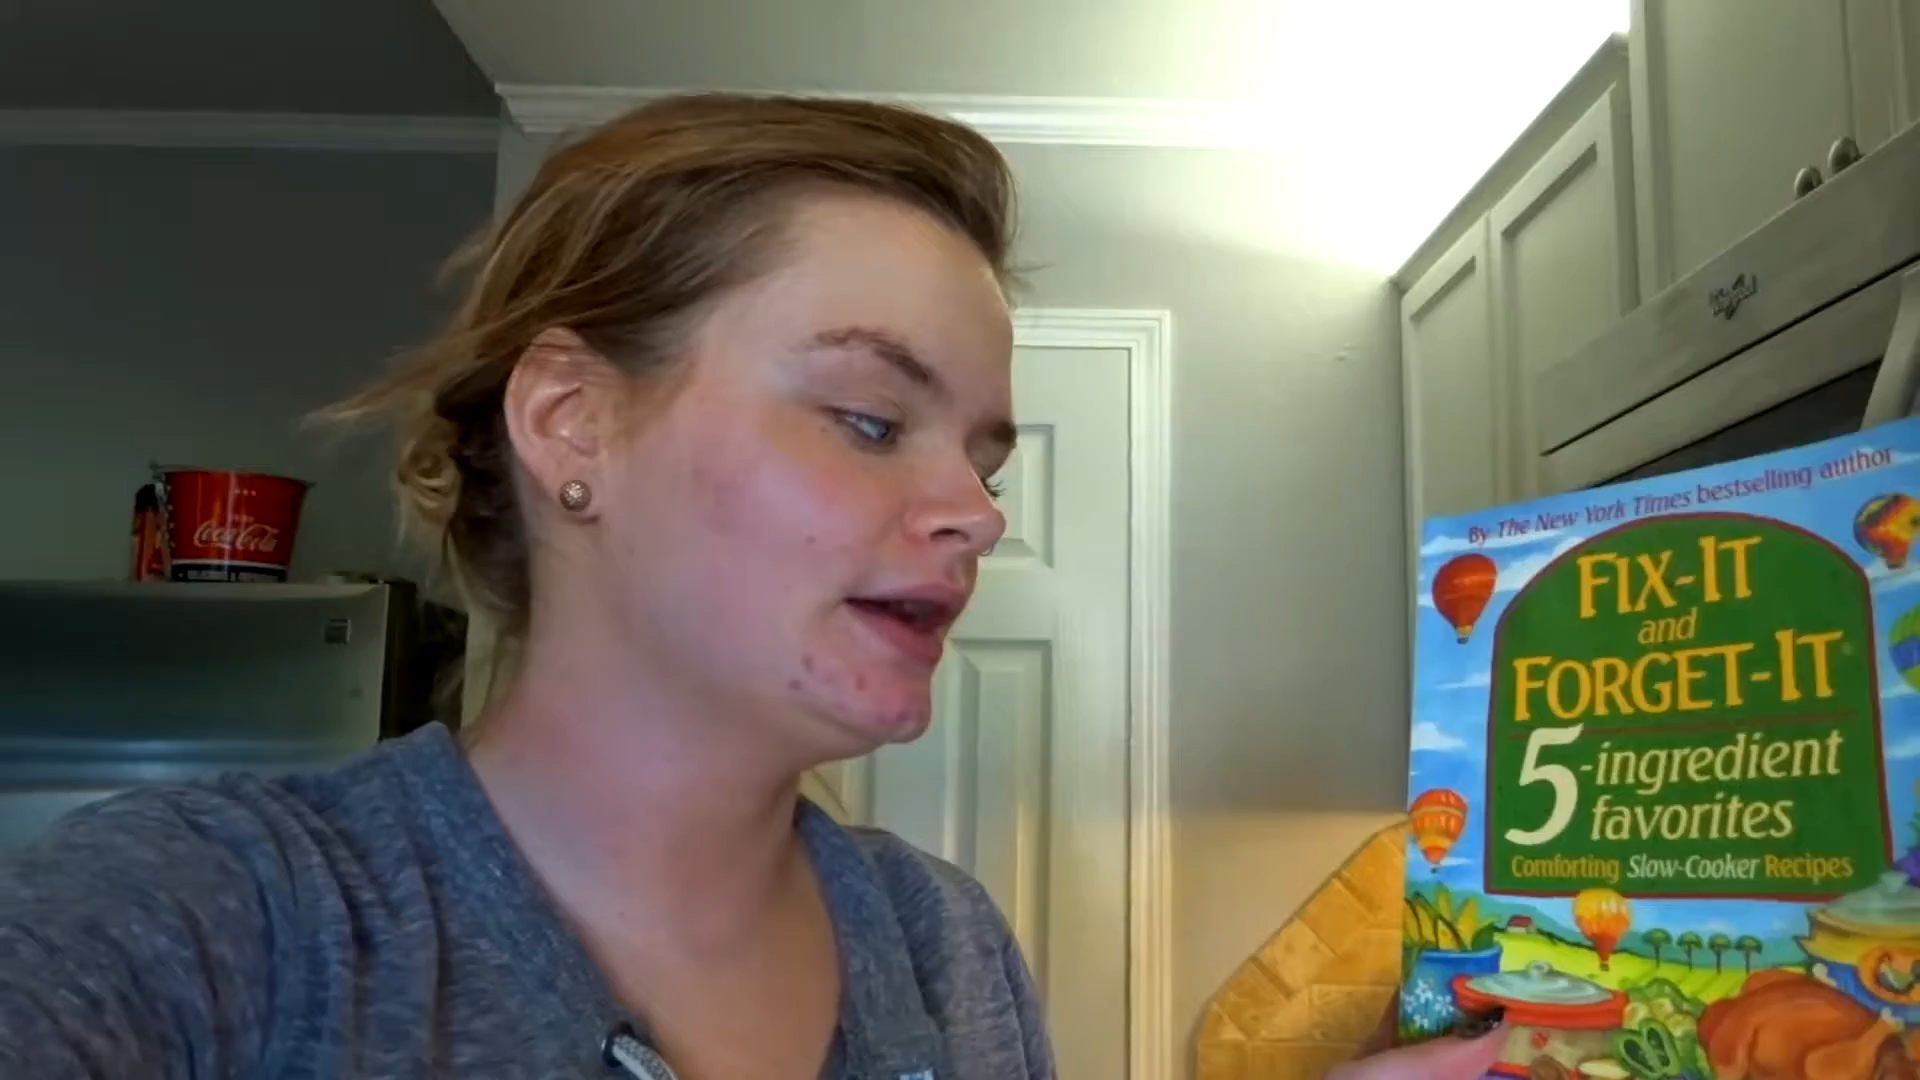 By The New York Times bestselling author
FIX-IT
and
FORGET-IT®
5-ingredient
favorites
Comforting Slow-Cooker Recipes
Coca-Cola
Whirlpool